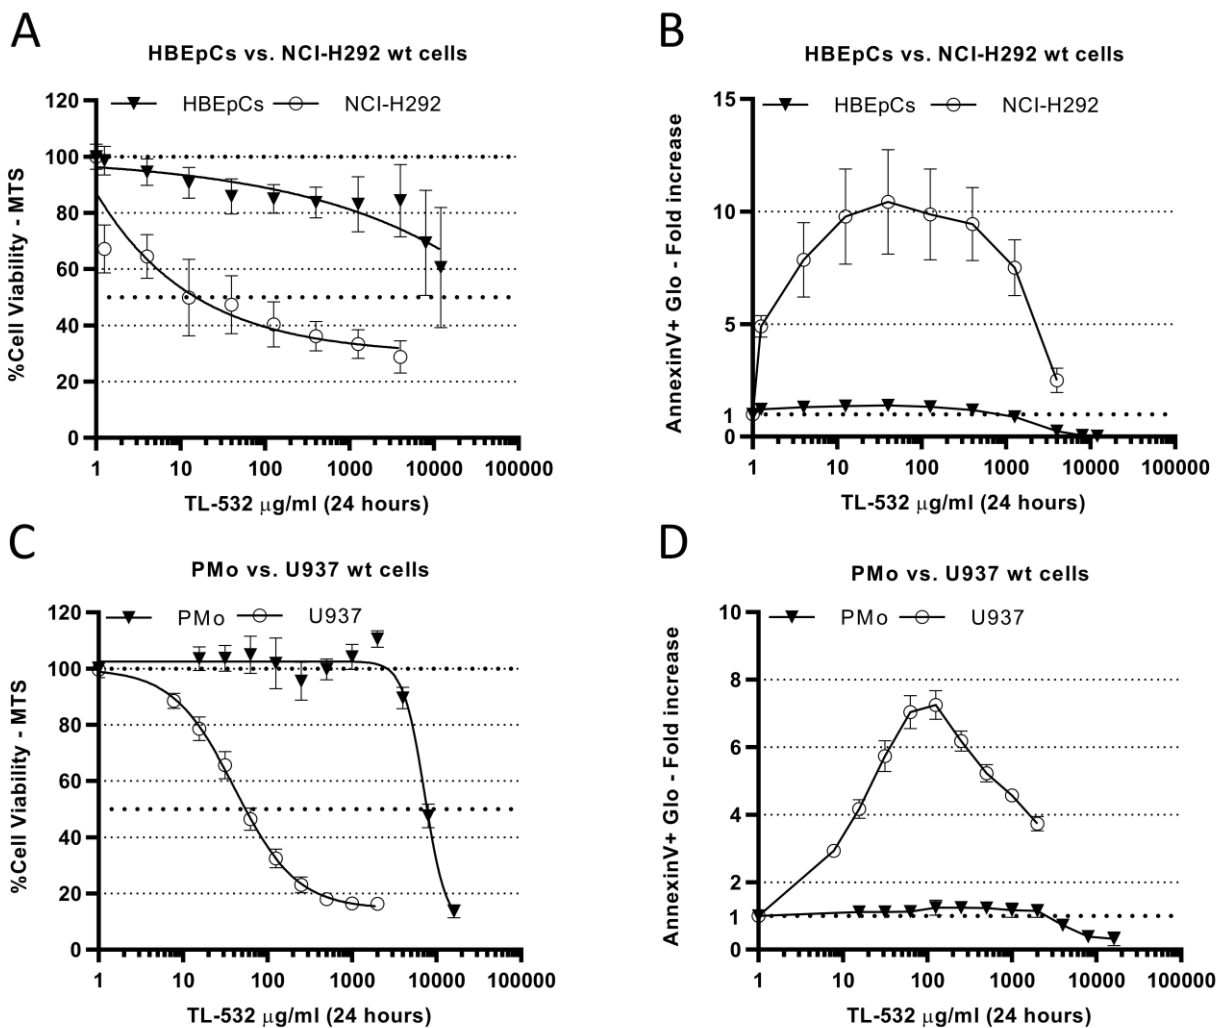 A
HBEpCs vs. NCI-H292 wt cells
HBEpCs NCI-H292
%Cell Viability - MTS
120
100
80
60
40
20
0
1 10 100 1000 10000 100000
TL-532 μg/ml (24 hours)
B
HBEpCs vs. NCI-H292 wt cells
HBEpCs NCI-H292
AnnexinV+ Glo - Fold increase
15
10
5
1
0
1 10 100 1000 10000 100000
TL-532 μg/ml (24 hours)
C
PMo vs. U937 wt cells
PMo U937
%Cell Viability - MTS
120
100
80
60
40
20
0
1 10 100 1000 10000 100000
TL-532 μg/ml (24 hours)
D
PMo vs. U937 wt cells
PMo U937
AnnexinV+ Glo - Fold increase
10
8
6
4
2
1
0
1 10 100 1000 10000 100000
TL-532 μg/ml (24 hours)